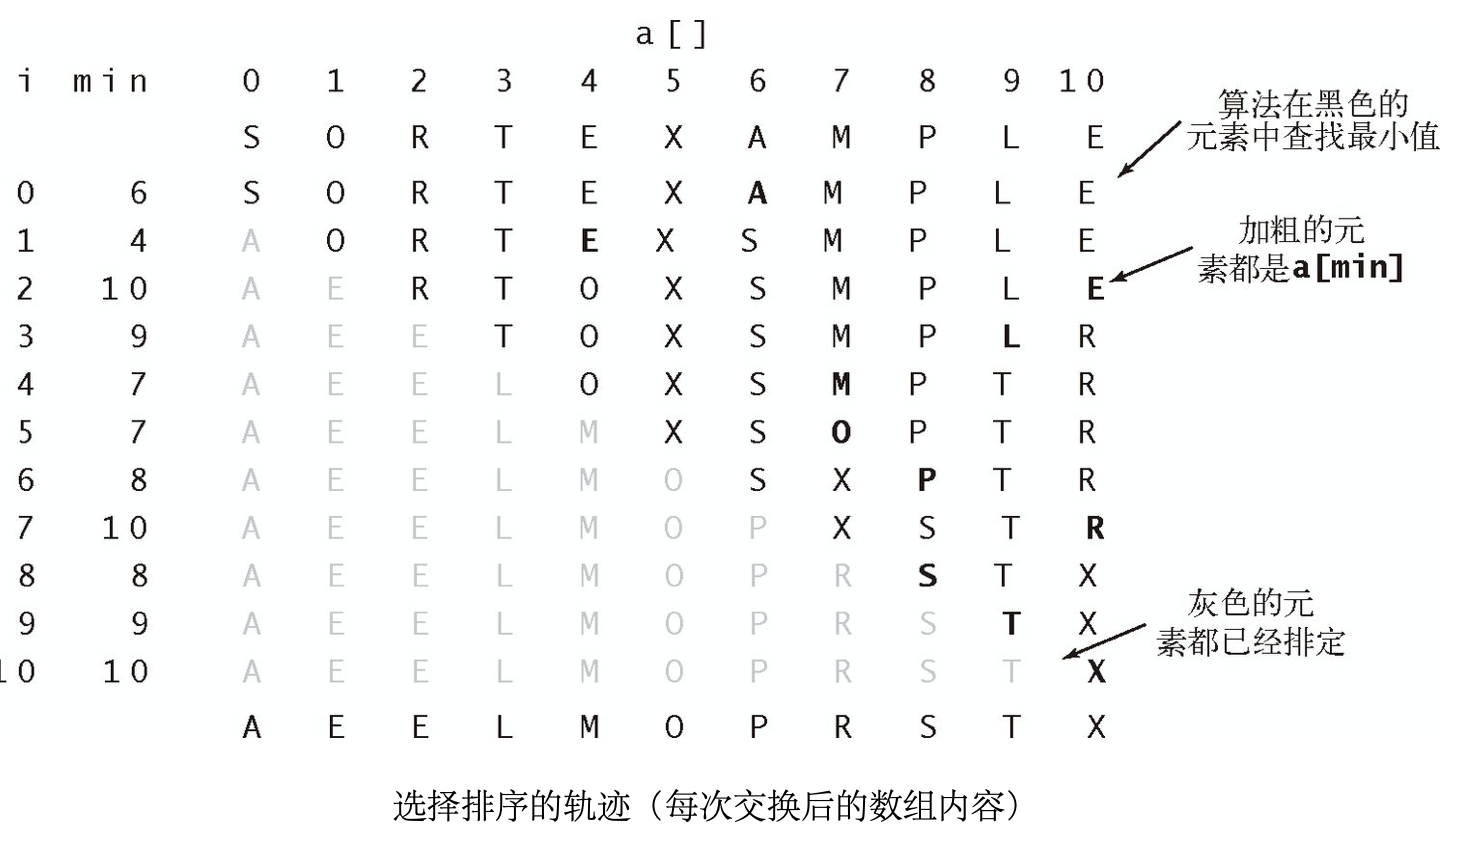 a[]
i min 0 1 2 3 4 5 6 7 8 9 10
S O R T E X A M P L E
0 6 S O R T E X A M P L E
1 4 A O R T E X S M P L E
2 10 A E R T O X S M P L E
3 9 A E E T O X S M P L R
4 7 A E E L O X S M P T R
5 7 A E E L M X S O P T R
6 8 A E E L M O S X P T R
7 10 A E E L M O P X S T R
8 8 A E E L M O P R S T X
9 9 A E E L M O P R S T X
10 10 A E E L M O P R S T X
A E E L M O P R S T X
算法在黑色的
元素中查找最小值
加粗的元
素都是a[min]
灰色的元
素都已经排定
选择排序的轨迹（每次交换后的数组内容）